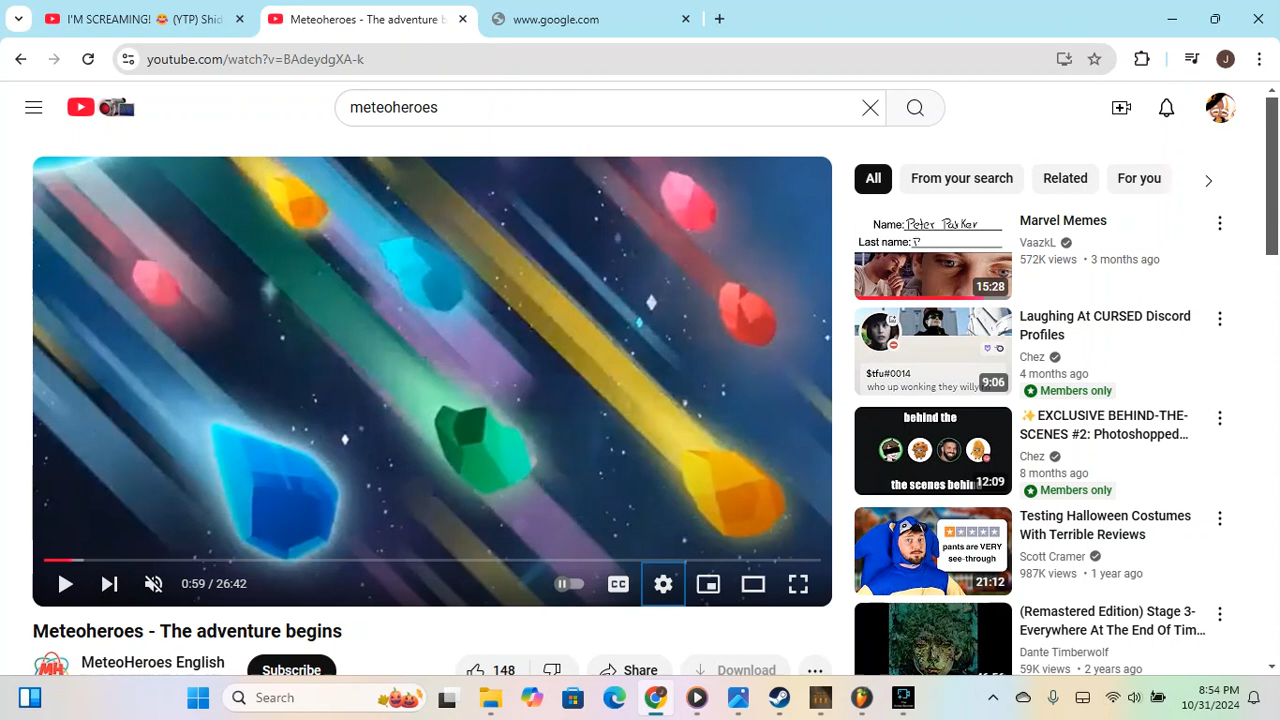 I'M SCREAMING! 😂 (YTP) Shid
Meteoheroes - The adventure b
www.google.com
youtube.com/watch?v=BAdeydgXA-k
J
meteoheroes
All
From your search
Related
For you
Name: Peter Parker
Last name: P
15:28
Marvel Memes
VaazkL
572K views • 3 months ago
$tfu#0014
who up wonking they willy
9:06
Laughing At CURSED Discord
Profiles
Chez
4 months ago
Members only
behind the
the scenes behin
12:09
✨EXCLUSIVE BEHIND-THE-
SCENES #2: Photoshopped…
Chez
8 months ago
Members only
pants are VERY
see-through
21:12
Testing Halloween Costumes
With Terrible Reviews
Scott Cramer
987K views • 1 year ago
(Remastered Edition) Stage 3-
Everywhere At The End Of Tim…
Dante Timberwolf
59K views • 2 years ago
0:59 / 26:42
CC
Meteoheroes - The adventure begins
MH
MeteoHeroes English
Subscribe
148
Share
Download
Search
8:54 PM
10/31/2024